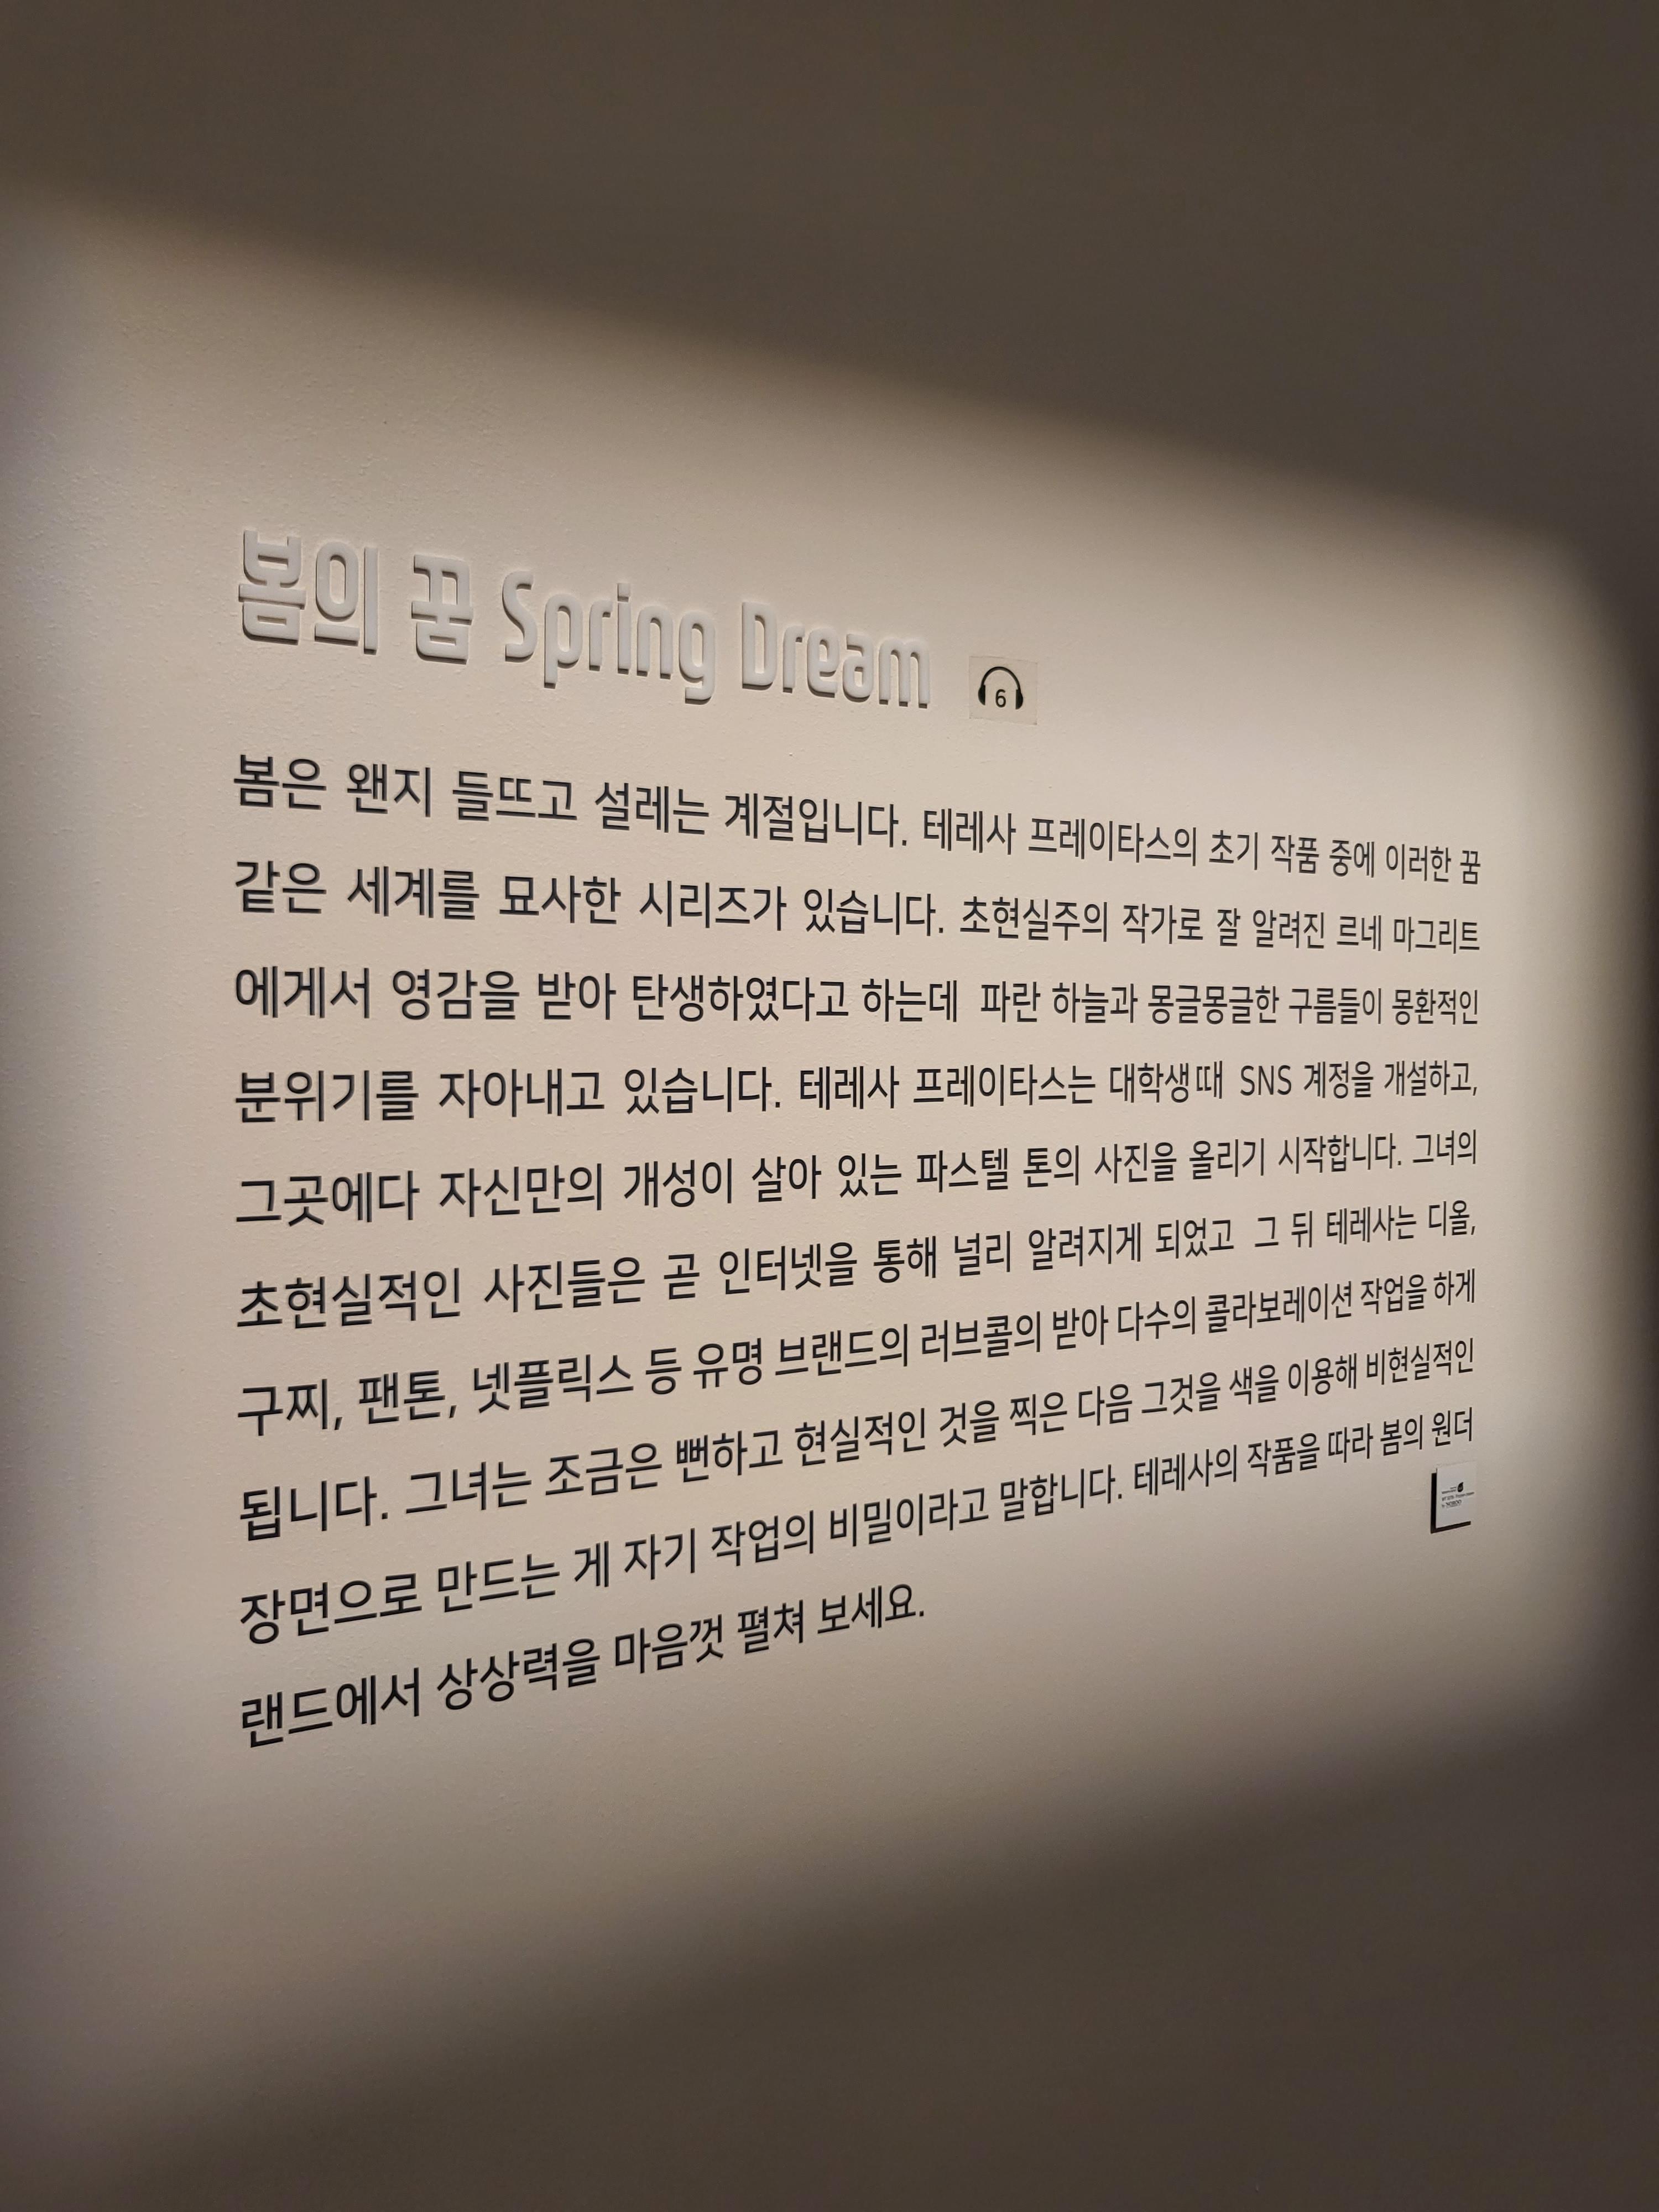 봄의 꿈 Spring Dream 6
봄은 왠지 들뜨고 설레는 계절입니다. 테레사 프레이타스의 초기 작품 중에 이러한 꿈
같은 세계를 묘사한 시리즈가 있습니다. 초현실주의 작가로 잘 알려진 르네 마그리트
에게서 영감을 받아 탄생하였다고 하는데 파란 하늘과 몽글몽글한 구름들이 몽환적인
분위기를 자아내고 있습니다. 테레사 프레이타스는 대학생때 SNS 계정을 개설하고,
그곳에다 자신만의 개성이 살아 있는 파스텔 톤의 사진을 올리기 시작합니다. 그녀의
초현실적인 사진들은 곧 인터넷을 통해 널리 알려지게 되었고 그 뒤 테레사는 디올,
구찌, 팬톤, 넷플릭스 등 유명 브랜드의 러브콜의 받아 다수의 콜라보레이션 작업을 하게
됩니다. 그녀는 조금은 뻔하고 현실적인 것을 찍은 다음 그것을 색을 이용해 비현실적인
장면으로 만드는 게 자기 작업의 비밀이라고 말합니다. 테레사의 작품을 따라 봄의 원더
랜드에서 상상력을 마음껏 펼쳐 보세요.